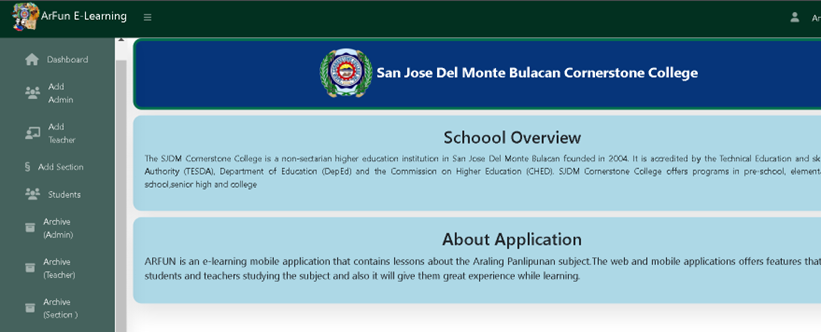 ArFun E-Learning
Ar
Dashboard
Add
Admin
Add
Teacher
§ Add Section
Students
Archive
(Admin)
Archive
(Teacher)
Archive
(Section )
San Jose Del Monte Bulacan Cornerstone College
Schoool Overview
The SJDM Cornerstone College is a non-sectarian higher education institution in San Jose Del Monte Bulacan founded in 2004. It is accredited by the Technical Education and sk
Authority (TESDA), Department of Education (DepEd) and the Commission on Higher Education (CHED). SJDM Cornerstone College offers programs in pre-school, element
school,senior high and college
About Application
ARFUN is an e-learning mobile application that contains lessons about the Araling Panlipunan subject.The web and mobile applications offers features that
students and teachers studying the subject and also it will give them great experience while learning.